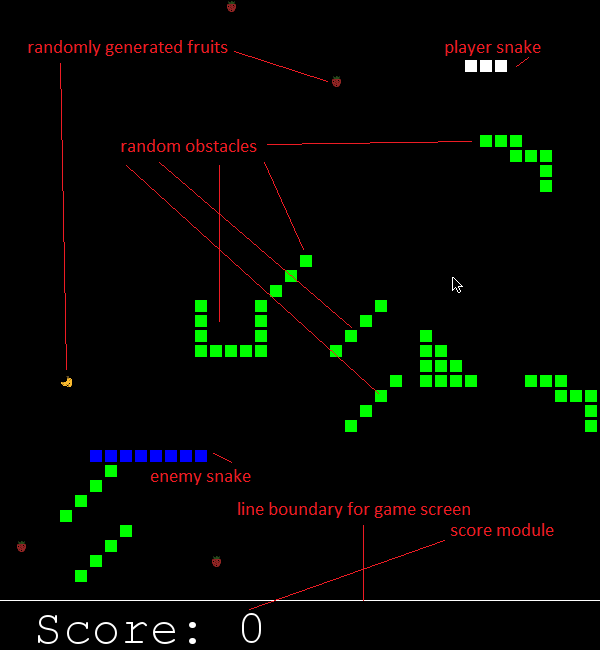 randomly generated fruits
player snake
random obstacles
enemy snake
line boundary for game screen
score module
Score: 0